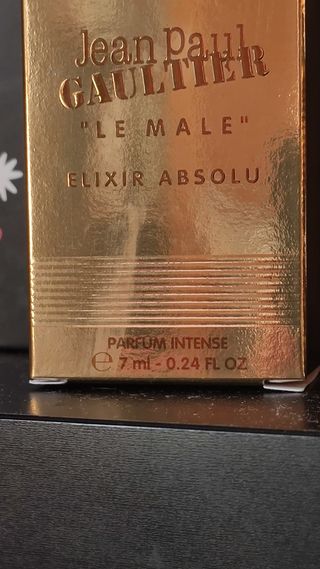 Jean Paul
GAULTIER
"LE MALE"
ELIXIR ABSOLU
PARFUM INTENSE
℮ 7 ml - 0.24 FL OZ